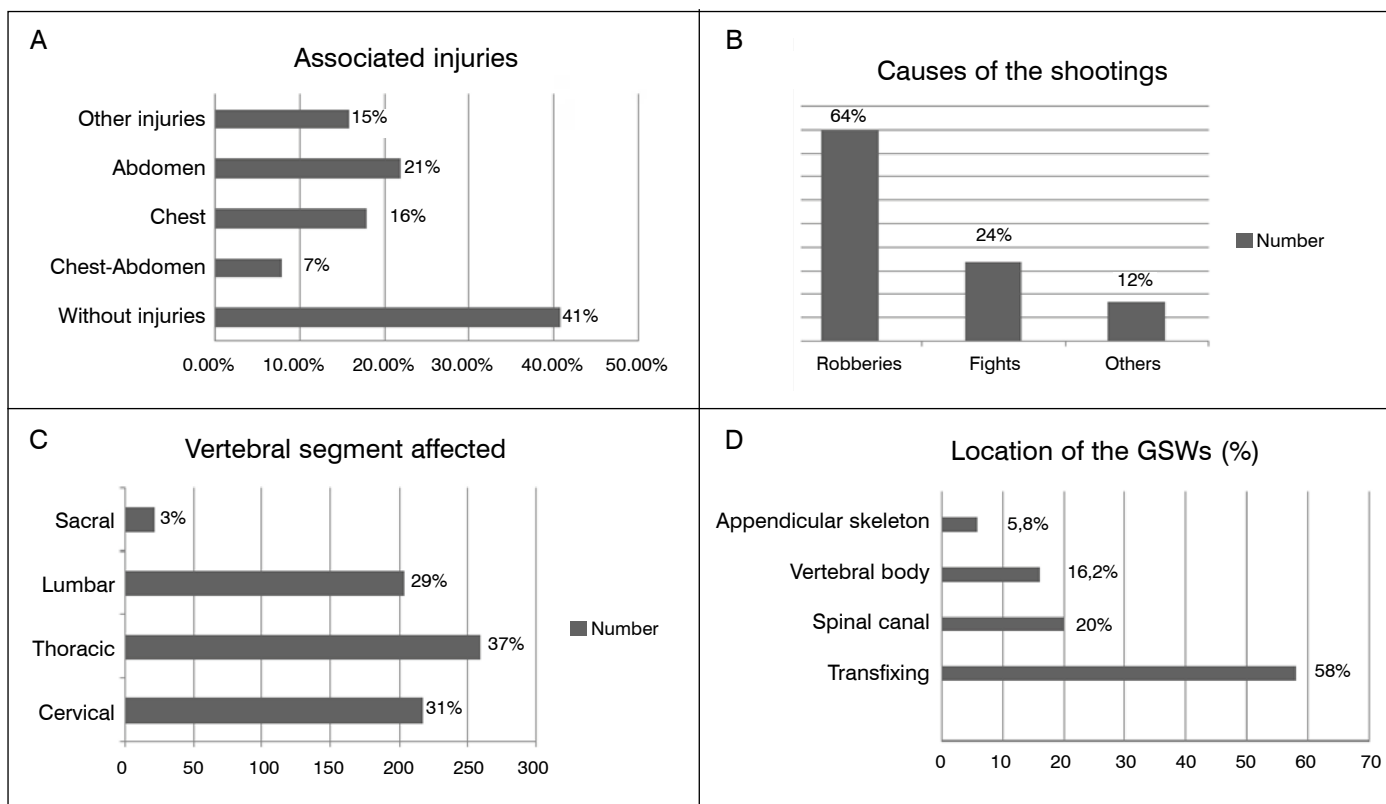 A
Associated injuries
Other injuries 15%
Abdomen 21%
Chest 16%
Chest-Abdomen 7%
Without injuries 41%
0.00% 10.00% 20.00% 30.00% 40.00% 50.00%
B
Causes of the shootings
64%
24%
12%
Number
Robberies Fights Others
C
Vertebral segment affected
Sacral 3%
Lumbar 29%
Thoracic 37%
Cervical 31%
Number
0 50 100 150 200 250 300
D
Location of the GSWs (%)
Appendicular skeleton 5,8%
Vertebral body 16,2%
Spinal canal 20%
Transfixing 58%
0 10 20 30 40 50 60 70